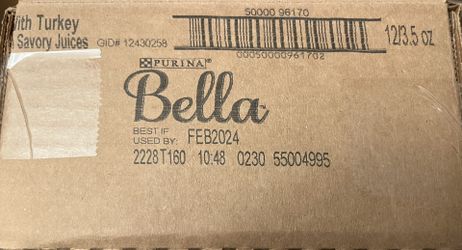 50000 96170
with Turkey
Savory Juices GID# 12430258
12/3.5 oz
00050000961702
PURINA®
Bella™
BEST IF
USED BY: FEB2024
2228T160 10:48 0230 55004995